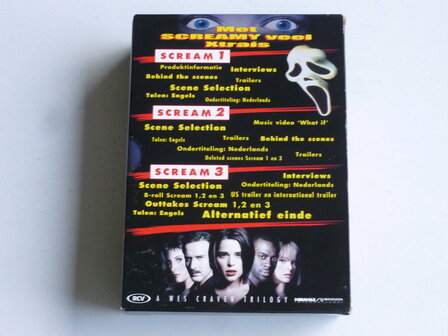 Met
SCREAMY veel
Xtra's
SCREAM 1
Produktinformatie Interviews
Behind the scenes Trailers
Scene Selection
Talen: Engels Ondertiteling: Nederlands
SCREAM 2
Music video 'What if'
Scene Selection
Talen: Engels Trailers Behind the scenes
Ondertiteling: Nederlands
Deleted scenes Scream 1 en 3 Trailers
SCREAM 3
Interviews
Scene Selection Ondertiteling: Nederlands
B-roll Scream 1,2 en 3 US trailer en international trailer
Outtakes Scream 1,2 en 3
Talen: Engels Alternatief einde
RCV A WES CRAVEN TRILOGY MIRAMAX DIMENSION